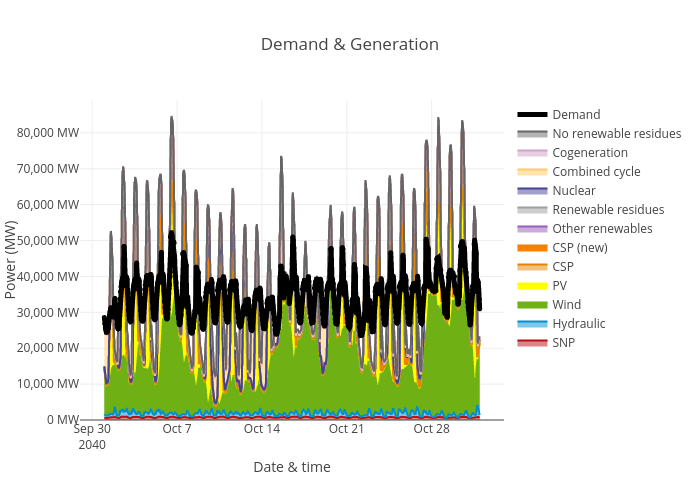 Demand & Generation
80,000 MW
70,000 MW
60,000 MW
50,000 MW
40,000 MW
30,000 MW
20,000 MW
10,000 MW
0 MW
Power (MW)
Sep 30
2040
Oct 7
Oct 14
Oct 21
Oct 28
Date & time
Demand
No renewable residues
Cogeneration
Combined cycle
Nuclear
Renewable residues
Other renewables
CSP (new)
CSP
PV
Wind
Hydraulic
SNP